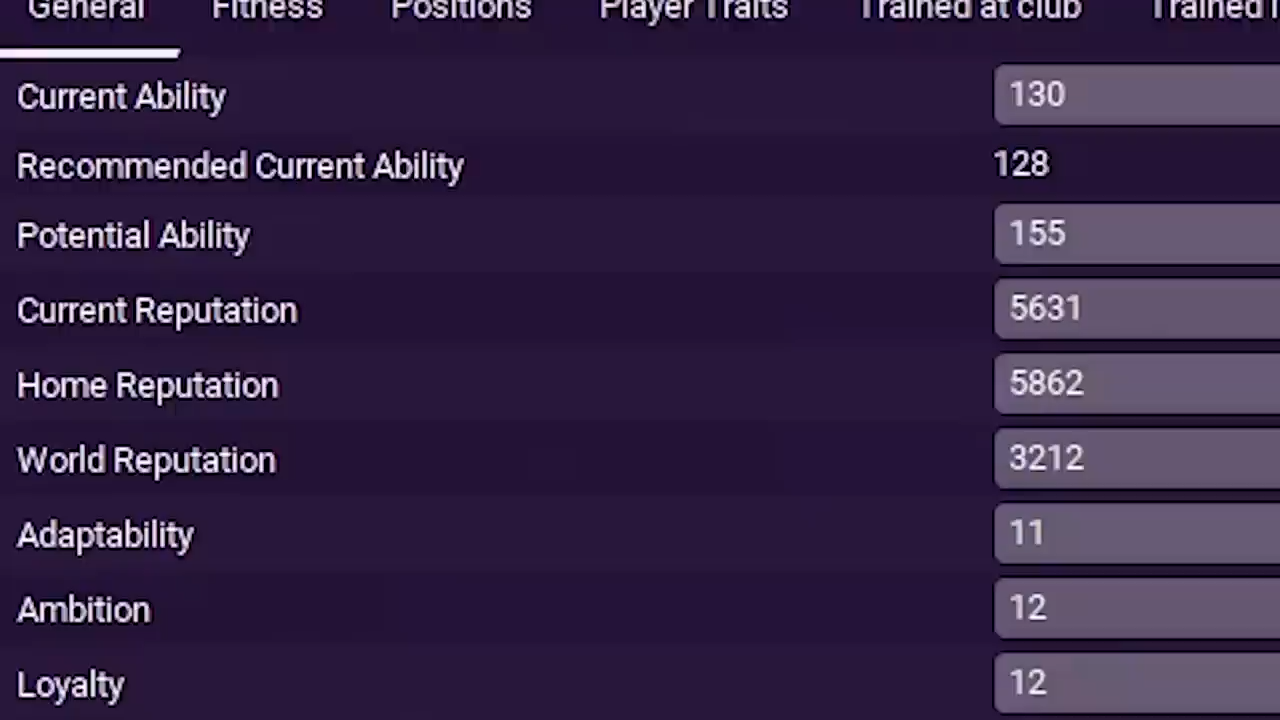 General Fitness Positions Player Traits Trained at club Trained
Current Ability 130
Recommended Current Ability 128
Potential Ability 155
Current Reputation 5631
Home Reputation 5862
World Reputation 3212
Adaptability 11
Ambition 12
Loyalty 12